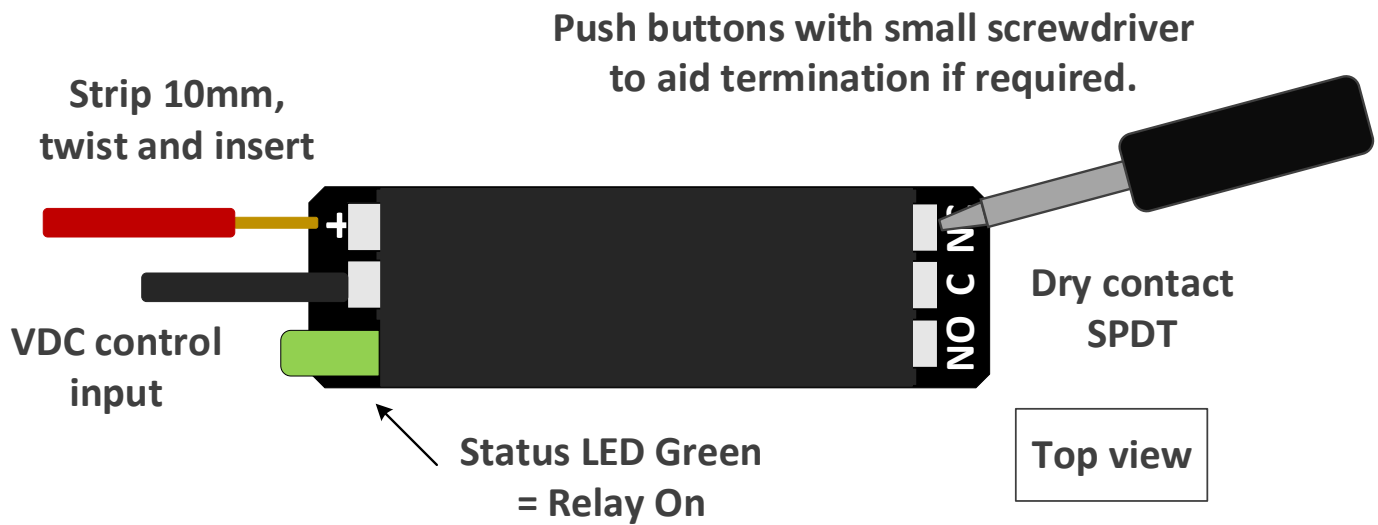 Push buttons with small screwdriver
to aid termination if required.
Strip 10mm,
twist and insert
+
NO C
Dry contact
SPDT
VDC control
input
Status LED Green
= Relay On
Top view